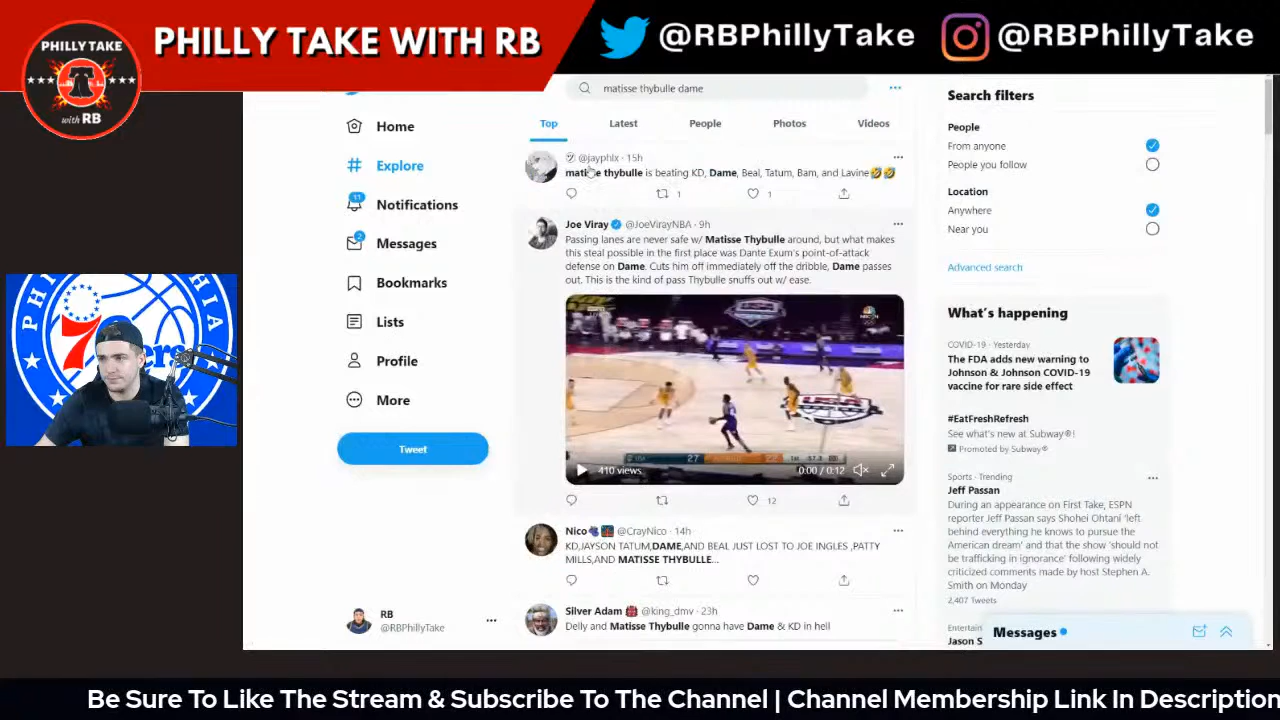 PHILLY TAKE WITH RB
@RBPhillyTake
@RBPhillyTake
PHILLY TAKE
with RB
matisse thybulle dame
Top
Latest
People
Photos
Videos
Home
Explore
11
Notifications
2
Messages
Bookmarks
Lists
Profile
More
Tweet
RB
@RBPhillyTake
@jayphlx · 15h
matisse thybulle is beating KD, Dame, Beal, Tatum, Bam, and Lavine🤣🤣
1
1
Joe Viray @JoeVirayNBA · 9h
Passing lanes are never safe w/ Matisse Thybulle around, but what makes
this steal possible in the first place was Dante Exum's point-of-attack
defense on Dame. Cuts him off immediately off the dribble, Dame passes
out. This is the kind of pass Thybulle snuffs out w/ ease.
USA
27
410 views
0:00 / 0:12
12
Nico @CrayNico · 14h
KD,JAYSON TATUM,DAME,AND BEAL JUST LOST TO JOE INGLES ,PATTY
MILLS,AND MATISSE THYBULLE...
Silver Adam @king_dmv · 23h
Delly and Matisse Thybulle gonna have Dame & KD in hell
Search filters
People
From anyone
People you follow
Location
Anywhere
Near you
Advanced search
What's happening
COVID-19 · Yesterday
The FDA adds new warning to
Johnson & Johnson COVID-19
vaccine for rare side effect
#EatFreshRefresh
See what's new at Subway®!
Promoted by Subway®
Sports · Trending
Jeff Passan
During an appearance on First Take, ESPN
reporter Jeff Passan says Shohei Ohtani 'left
behind everything he knows to pursue the
American dream' and that the show 'should not
be trafficking in ignorance' following widely
criticized comments made by host Stephen A.
Smith on Monday
2,407 Tweets
Entertain
Jason S
Messages
Be Sure To Like The Stream & Subscribe To The Channel | Channel Membership Link In Description